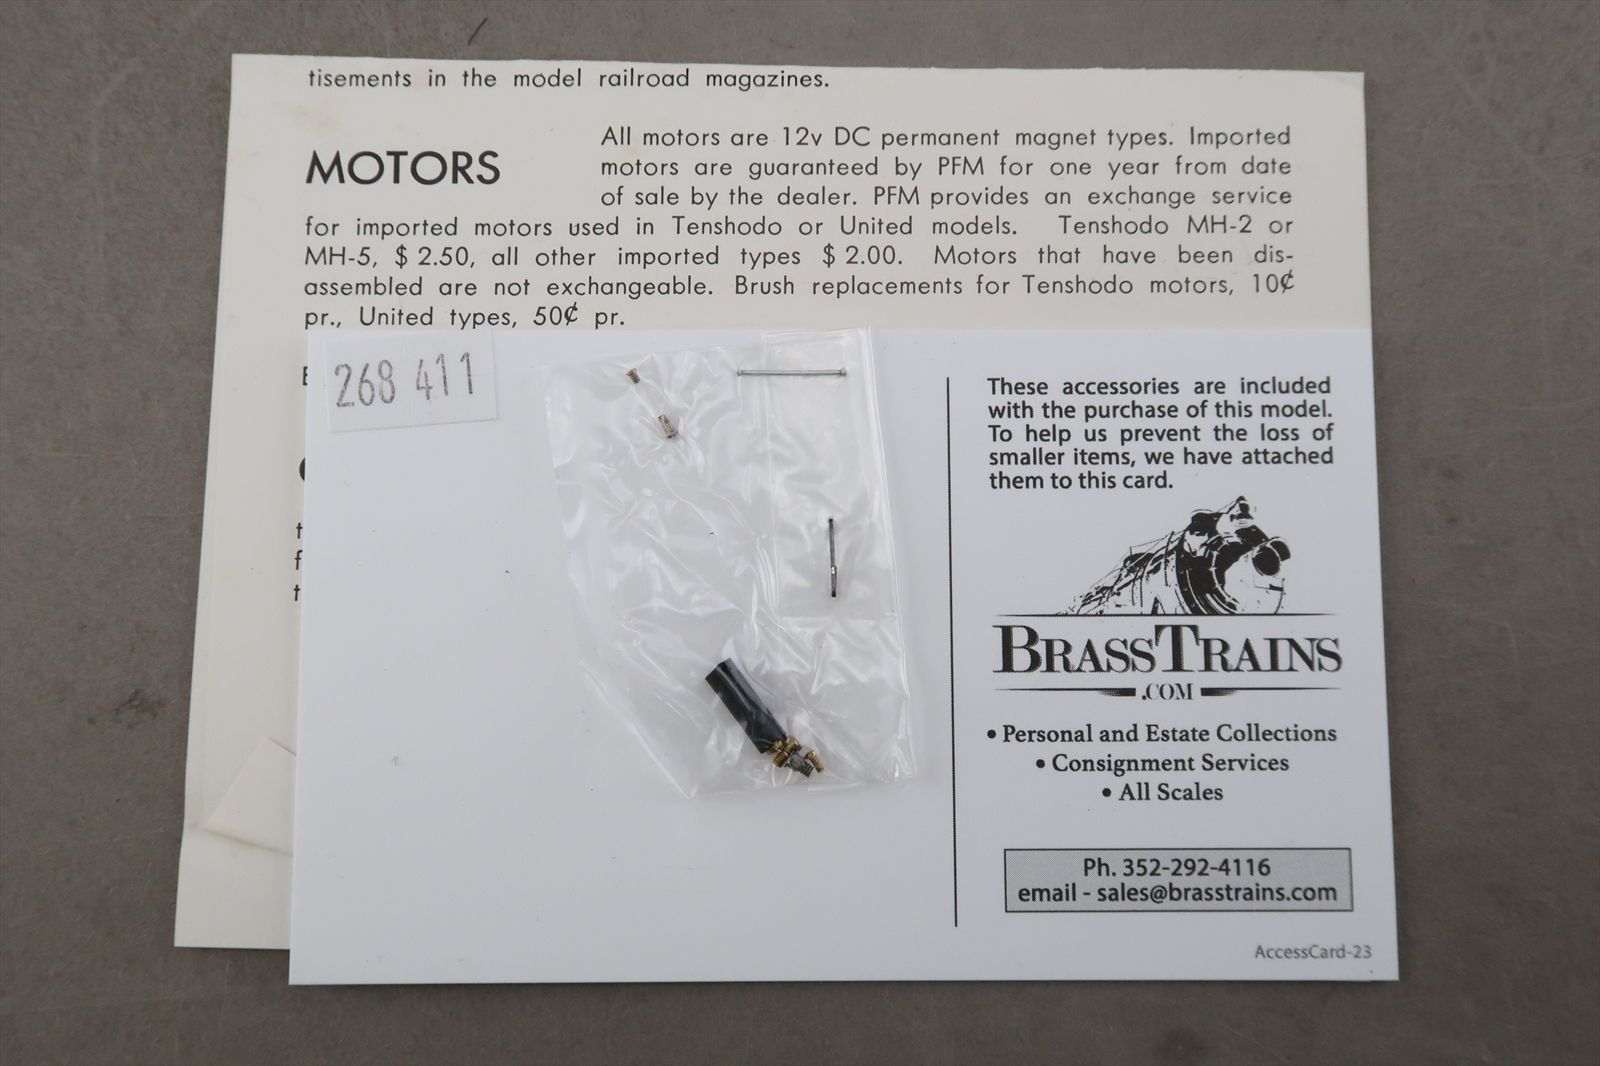 tisements in the model railroad magazines.
MOTORS
All motors are 12v DC permanent magnet types. Imported
motors are guaranteed by PFM for one year from date
of sale by the dealer. PFM provides an exchange service
for imported motors used in Tenshodo or United models. Tenshodo MH-2 or
MH-5, $ 2.50, all other imported types $ 2.00. Motors that have been dis-
assembled are not exchangeable. Brush replacements for Tenshodo motors, 10¢
pr., United types, 50¢ pr.
268 411
These accessories are included
with the purchase of this model.
To help us prevent the loss of
smaller items, we have attached
them to this card.
BRASSTRAINS
.COM
• Personal and Estate Collections
• Consignment Services
• All Scales
Ph. 352-292-4116
email - sales@brasstrains.com
AccessCard-23